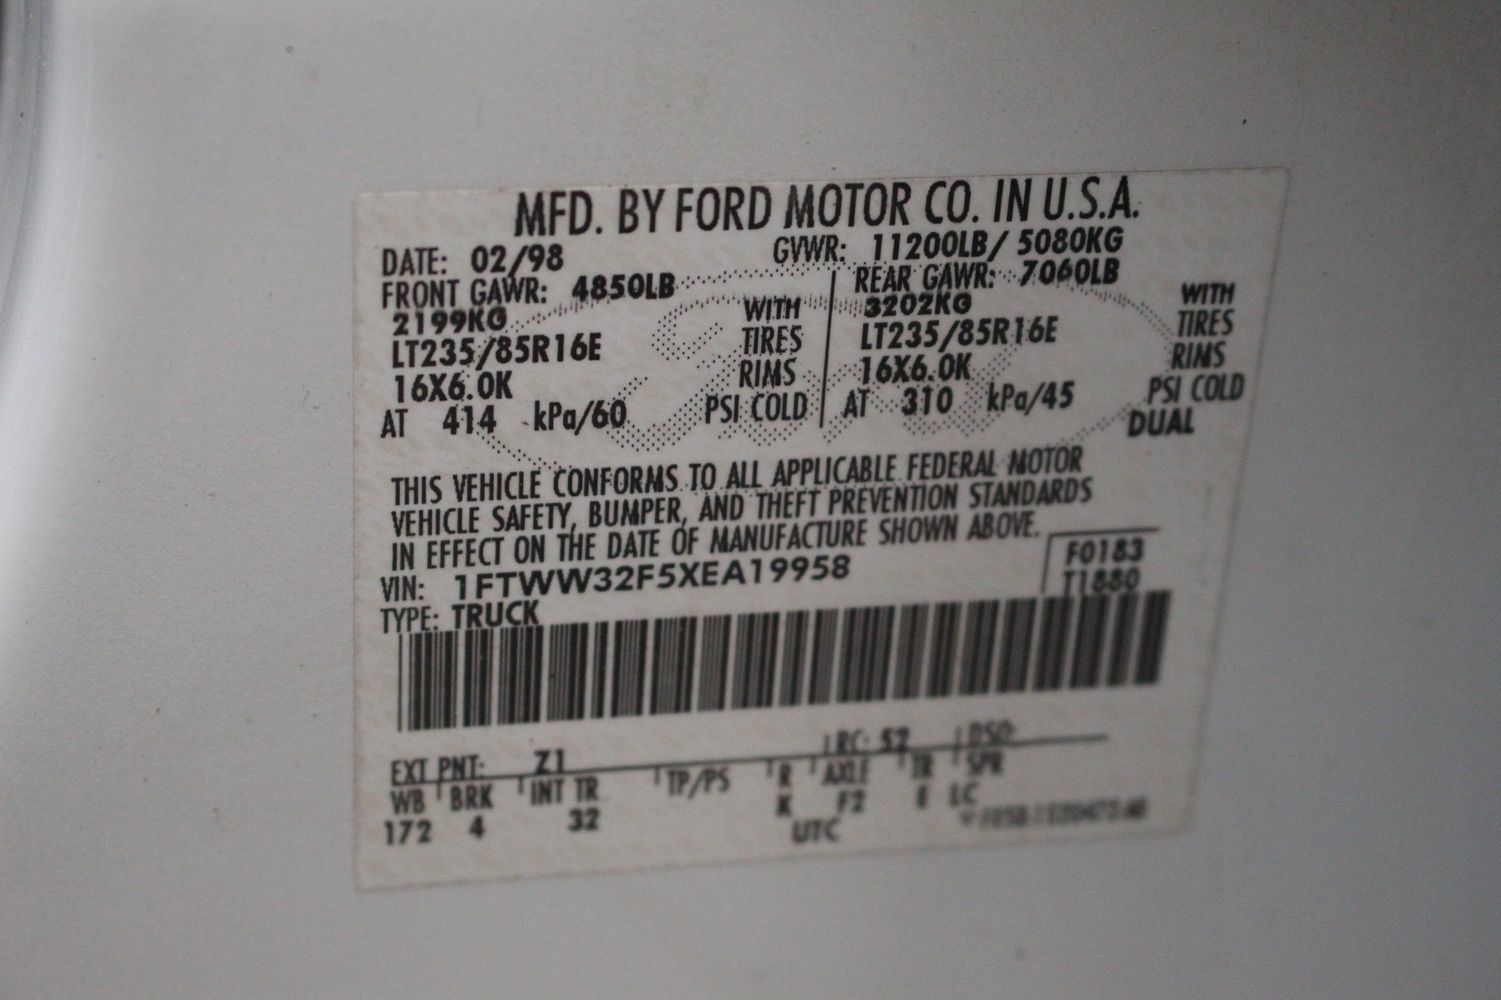 MFD. BY FORD MOTOR CO. IN U.S.A.
DATE: 02/98 GVWR: 11200LB/ 5080KG
FRONT GAWR: 4850LB REAR GAWR: 7060LB
2199KG WITH 3202KG WITH
LT235/85R16E TIRES LT235/85R16E TIRES
16X6.0K RIMS 16X6.0K RIMS
AT 414 kPa/60 PSI COLD AT 310 kPa/45 PSI COLD
DUAL
THIS VEHICLE CONFORMS TO ALL APPLICABLE FEDERAL MOTOR
VEHICLE SAFETY, BUMPER, AND THEFT PREVENTION STANDARDS
IN EFFECT ON THE DATE OF MANUFACTURE SHOWN ABOVE.
VIN: 1FTWW32F5XEA19958 F0183
TYPE: TRUCK T1880
EXT PNT: Z1 RC: 52 DSO:
WB BRK INT TR TP/PS R AXLE TR SPR
172 4 32 K F2 E LC
UTC